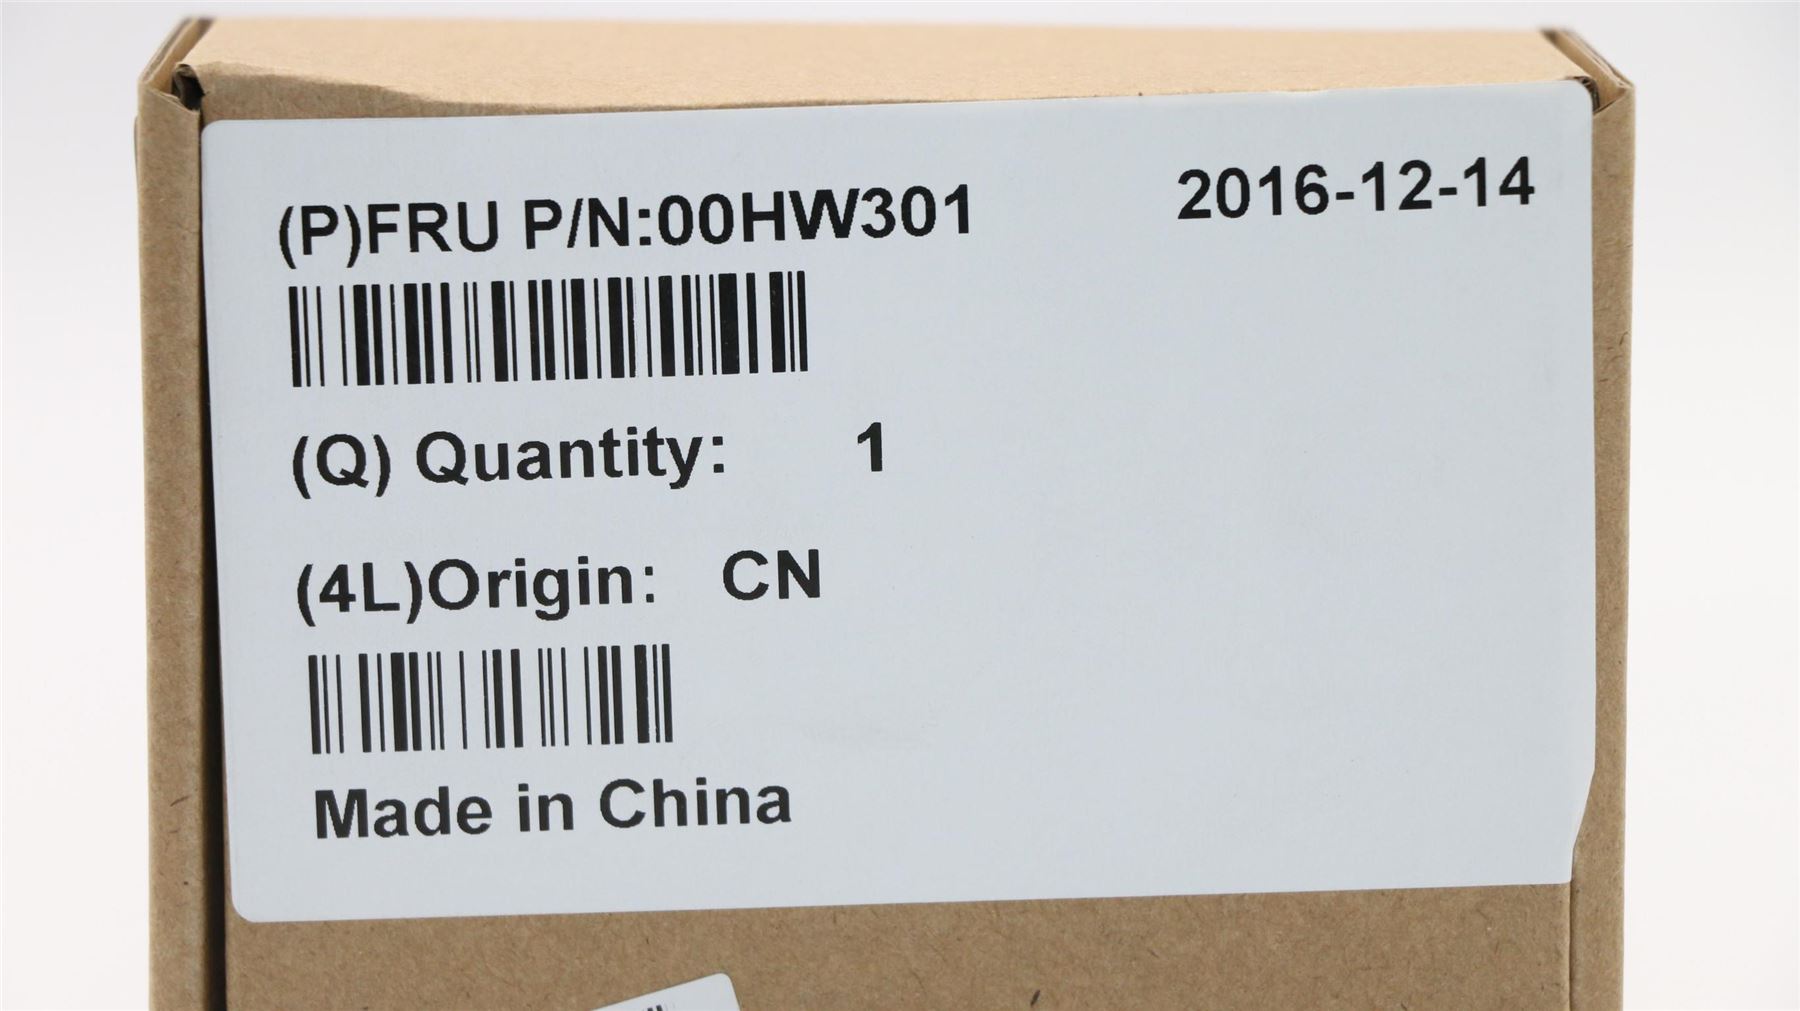 (P)FRU P/N:00HW301 2016-12-14
(Q) Quantity: 1
(4L)Origin: CN
Made in China